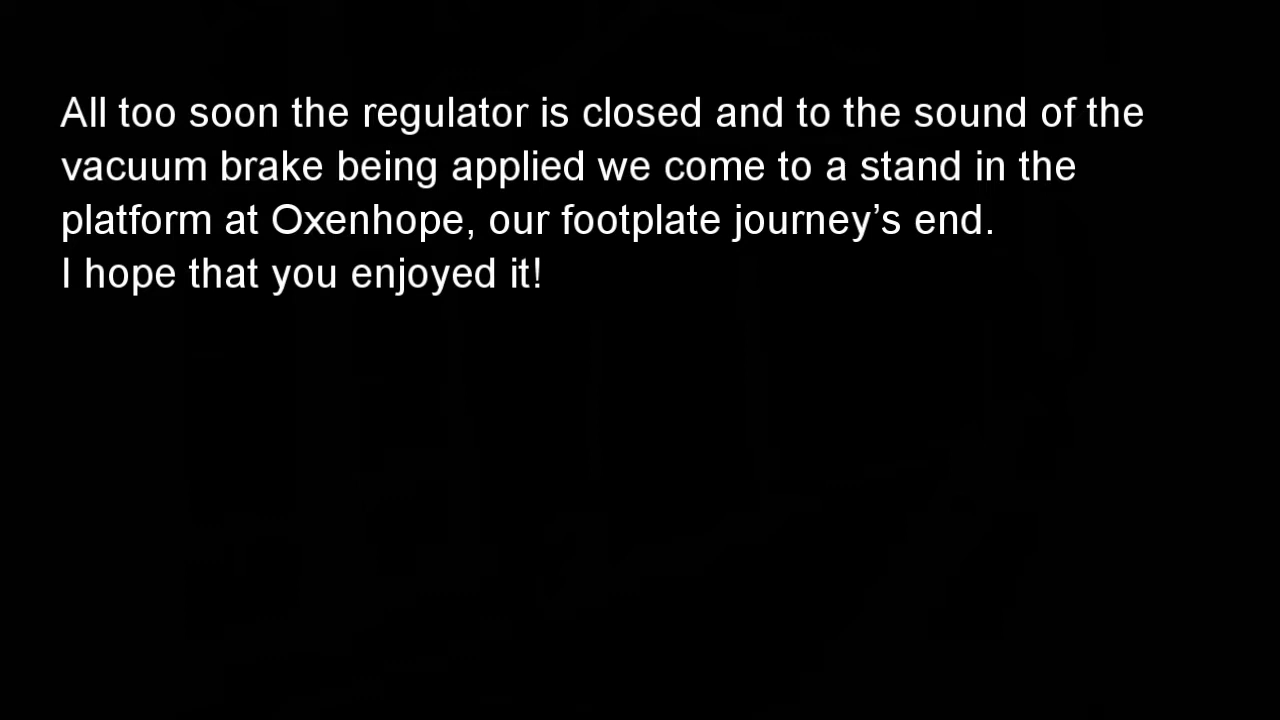 All too soon the regulator is closed and to the sound of the
vacuum brake being applied we come to a stand in the
platform at Oxenhope, our footplate journey’s end.
I hope that you enjoyed it!